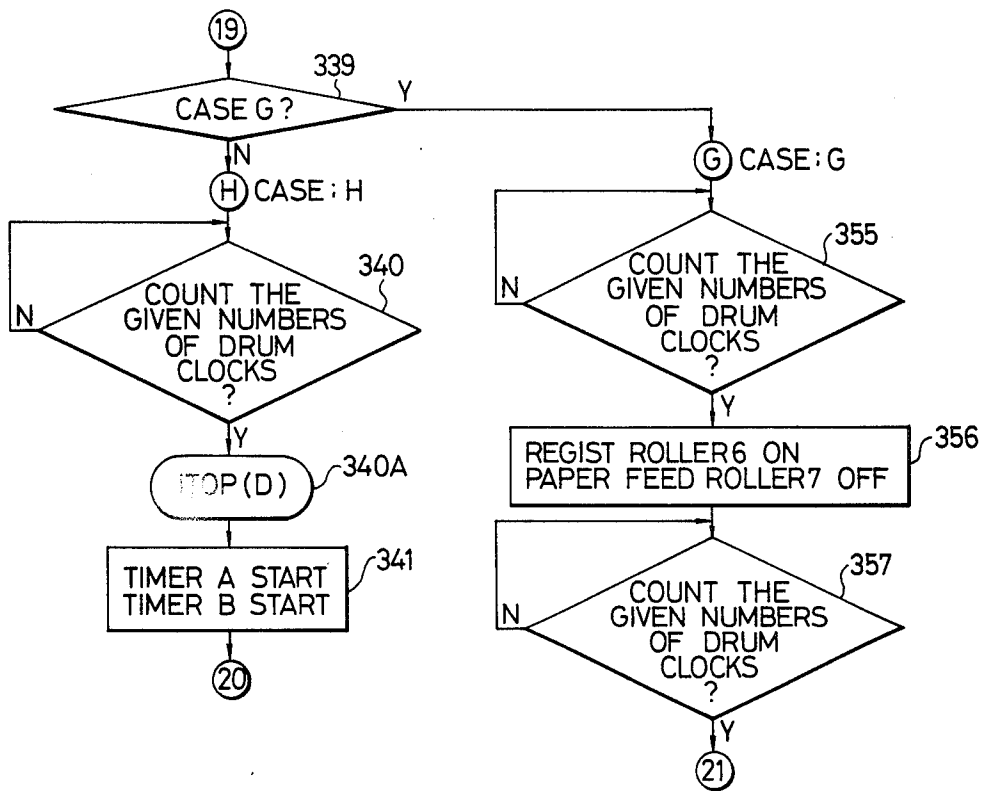 19
339
CASE G?
Y
N
H CASE: H
340
N
COUNT THE
GIVEN NUMBERS
OF DRUM
CLOCKS
?
Y
ITOP(D)
340A
341
TIMER A START
TIMER B START
20
G CASE: G
355
N
COUNT THE
GIVEN NUMBERS
OF DRUM
CLOCKS
?
Y
356
REGIST ROLLER6 ON
PAPER FEED ROLLER7 OFF
357
N
COUNT THE
GIVEN NUMBERS
OF DRUM
CLOCKS
?
Y
21